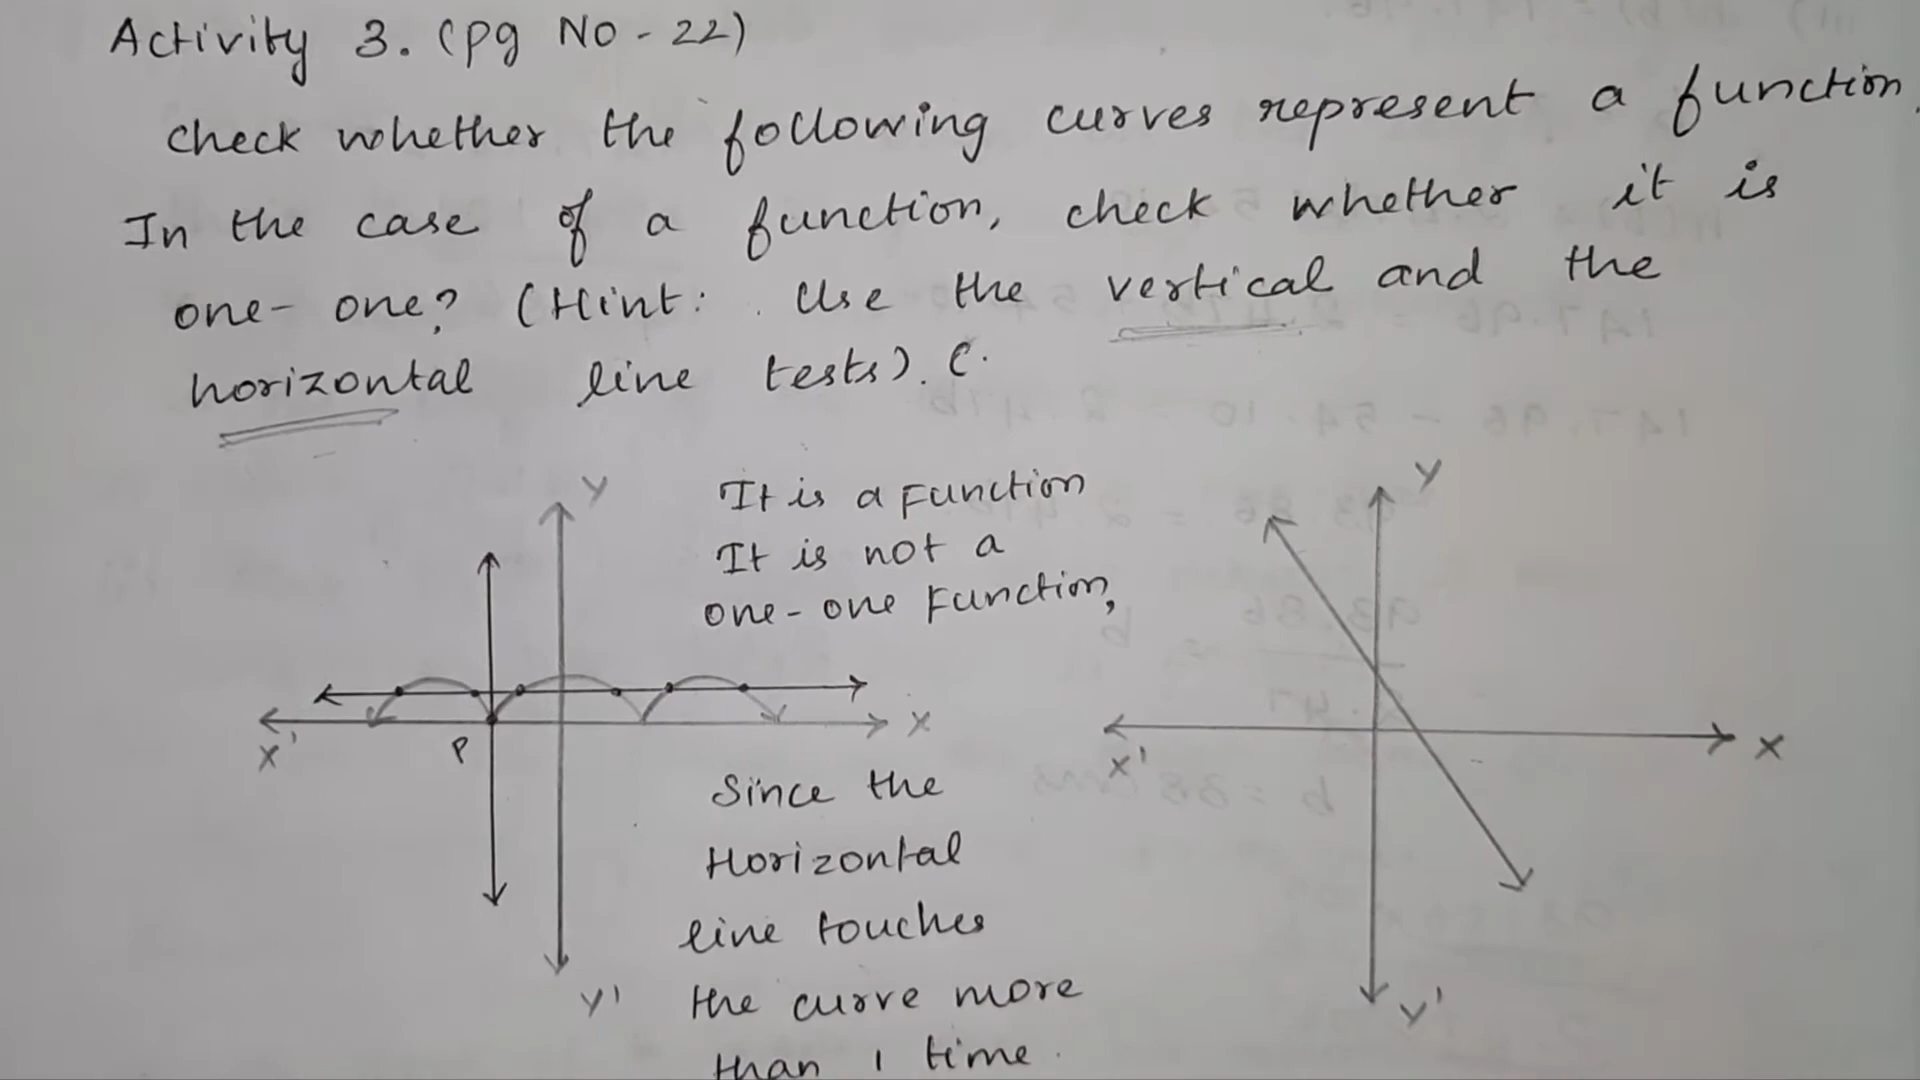 Activity 3. (pg No - 22)
check whether the following curves represent a function.
In the case of a function, check whether it is
one- one? (Hint: Use the vertical and the
horizontal line tests). (.
Y
It is a Function
It is not a
one-one Function,
X' P X
Since the
Horizontal
line touches
the curve more
than 1 time.
Y'
Y
X' X
Y'